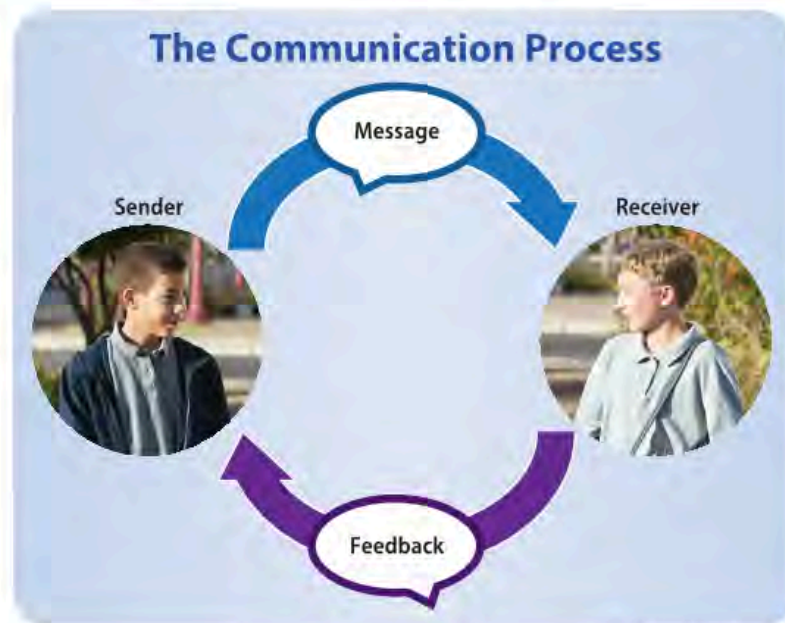 The Communication Process
Message
Sender
Receiver
Feedback